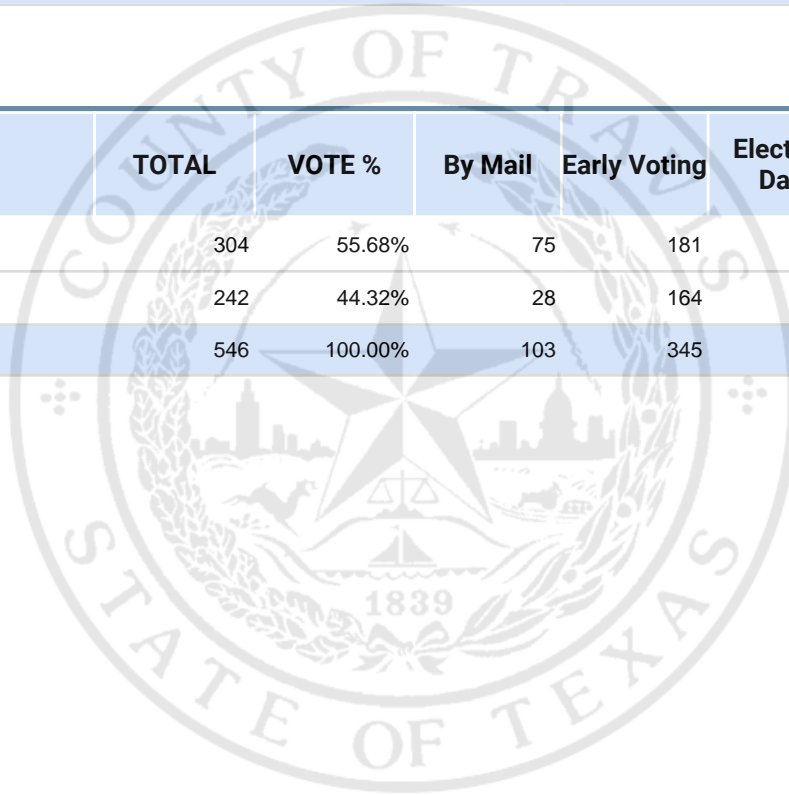 COUNTY OF TRAVIS
TOTAL VOTE % By Mail Early Voting
304 55.68% 75 181
242 44.32% 28 164
546 100.00% 103 345
1839
STATE OF TEXAS